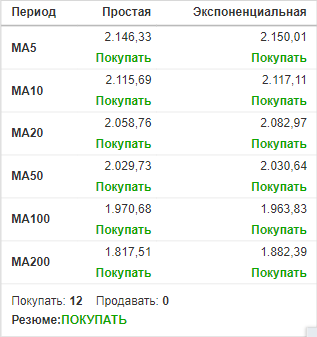 Период Простая Экспоненциальная
MA5 2.146,33 2.150,01
Покупать Покупать
MA10 2.115,69 2.117,11
Покупать Покупать
MA20 2.058,76 2.082,97
Покупать Покупать
MA50 2.029,73 2.030,64
Покупать Покупать
MA100 1.970,68 1.963,83
Покупать Покупать
MA200 1.817,51 1.882,39
Покупать Покупать
Покупать: 12 Продавать: 0
Резюме:ПОКУПАТЬ